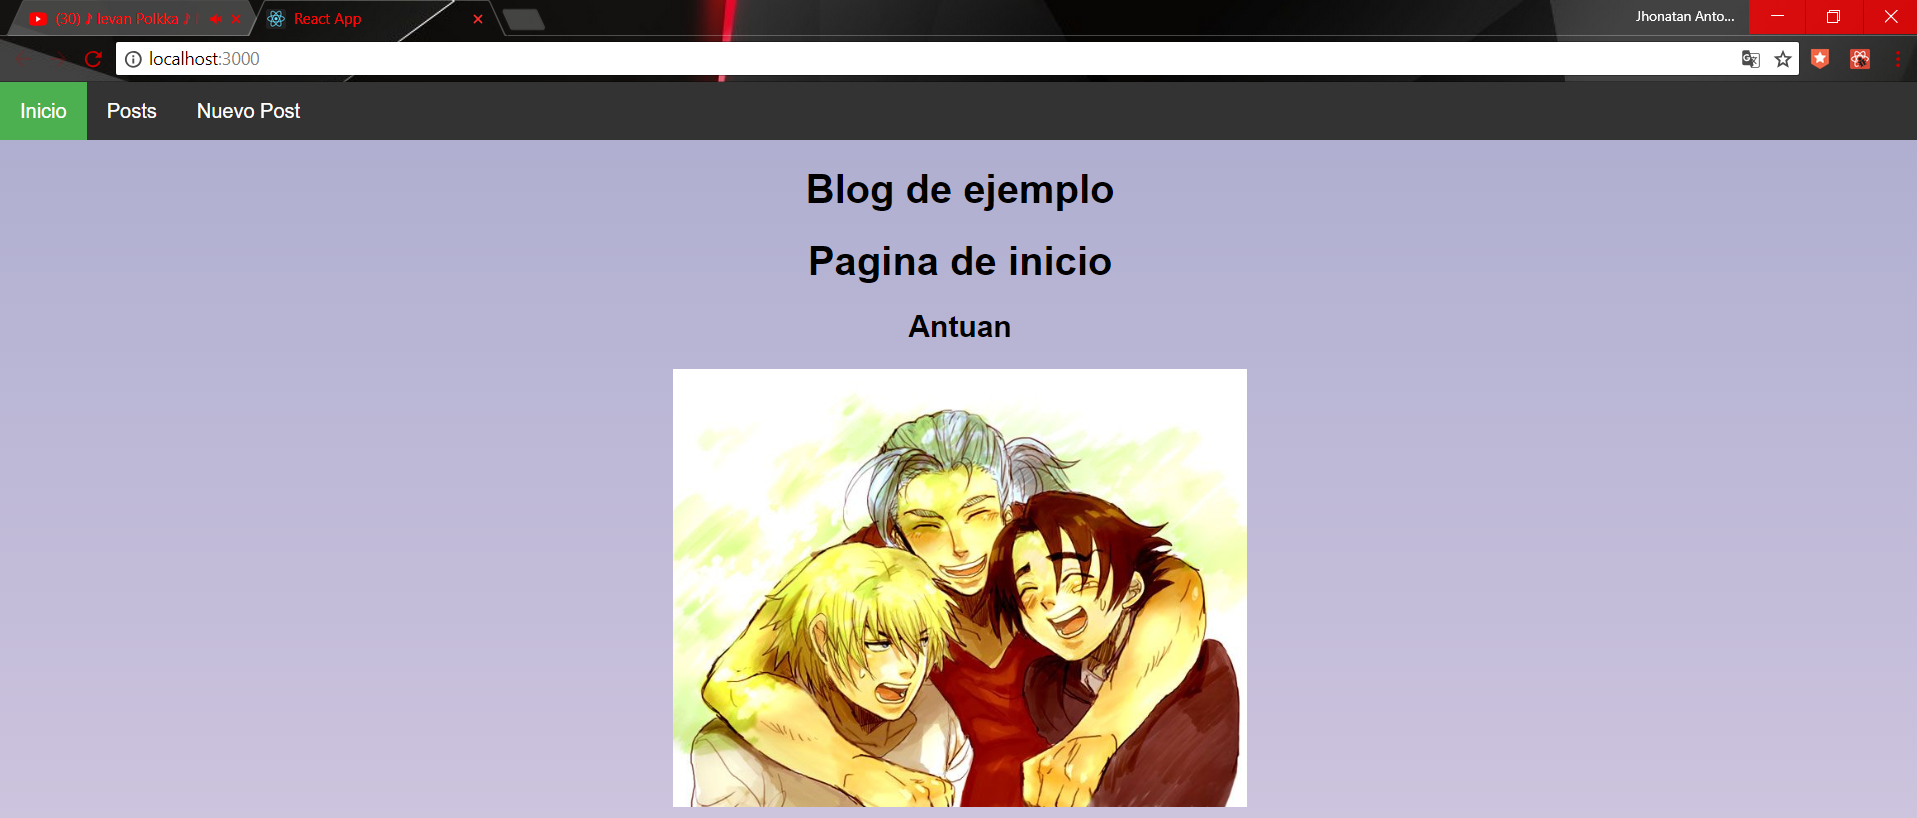 (30) ♪ Ievan Polkka ♪
React App
Jhonatan Anto...
localhost:3000
Inicio
Posts
Nuevo Post
Blog de ejemplo
Pagina de inicio
Antuan